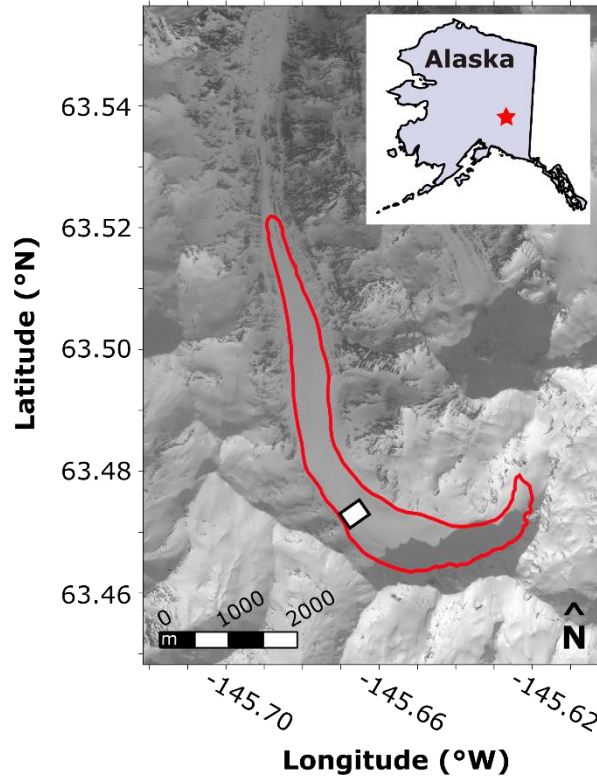 Alaska
63.54
63.52
63.50
63.48
63.46
Latitude (°N)
0 1000 2000
m
N
-145.70
-145.66
-145.62
Longitude (°W)